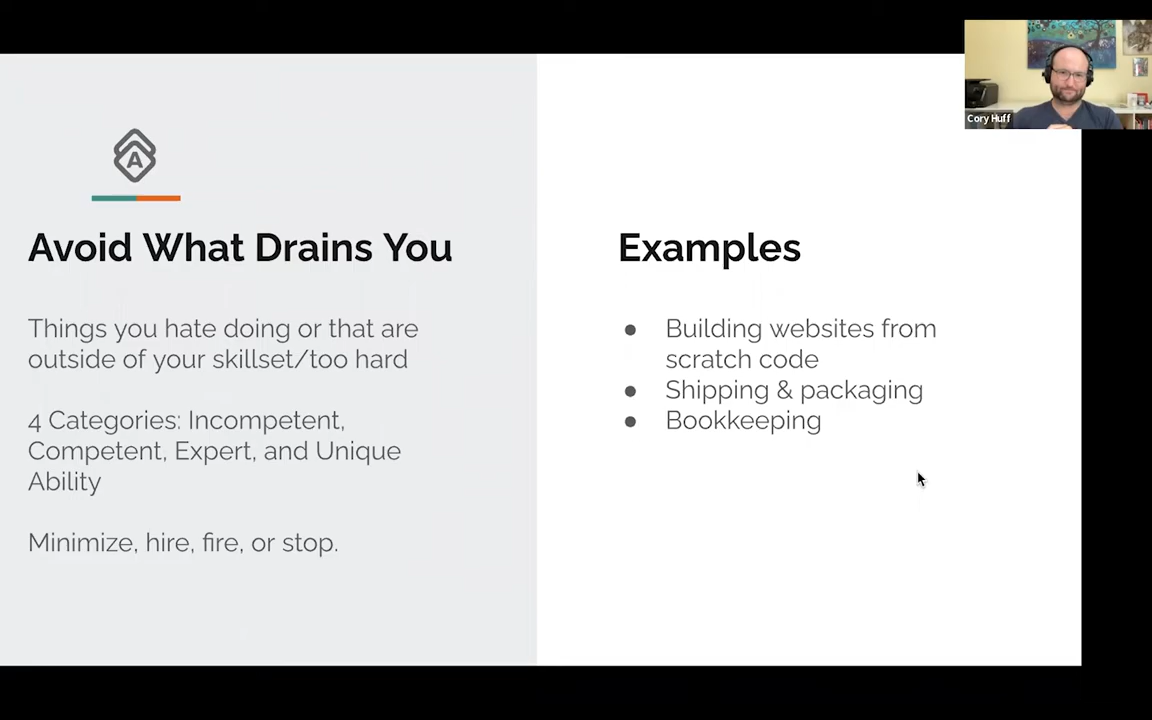 Cory Huff
A
Avoid What Drains You
Things you hate doing or that are
outside of your skillset/too hard
4 Categories: Incompetent,
Competent, Expert, and Unique
Ability
Minimize, hire, fire, or stop.
Examples
● Building websites from
scratch code
● Shipping & packaging
● Bookkeeping